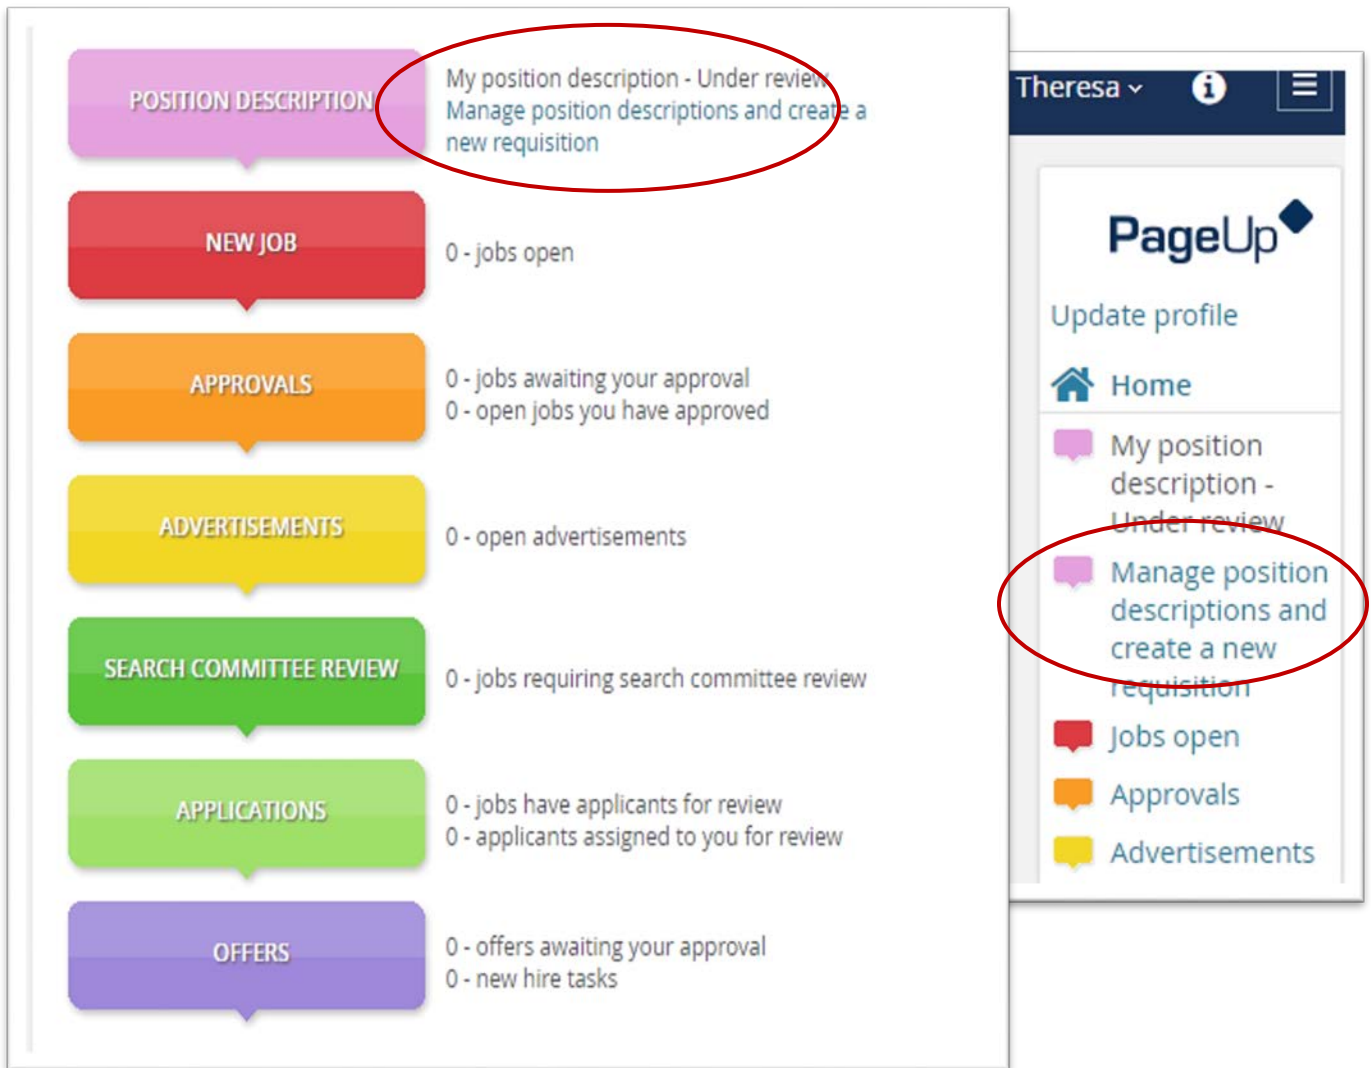 POSITION DESCRIPTION
My position description - Under review
Manage position descriptions and create a
new requisition
NEW JOB
0 - jobs open
APPROVALS
0 - jobs awaiting your approval
0 - open jobs you have approved
ADVERTISEMENTS
0 - open advertisements
SEARCH COMMITTEE REVIEW
0 - jobs requiring search committee review
APPLICATIONS
0 - jobs have applicants for review
0 - applicants assigned to you for review
OFFERS
0 - offers awaiting your approval
0 - new hire tasks
Theresa
PageUp
Update profile
Home
My position
description -
Under review
Manage position
descriptions and
create a new
requisition
Jobs open
Approvals
Advertisements